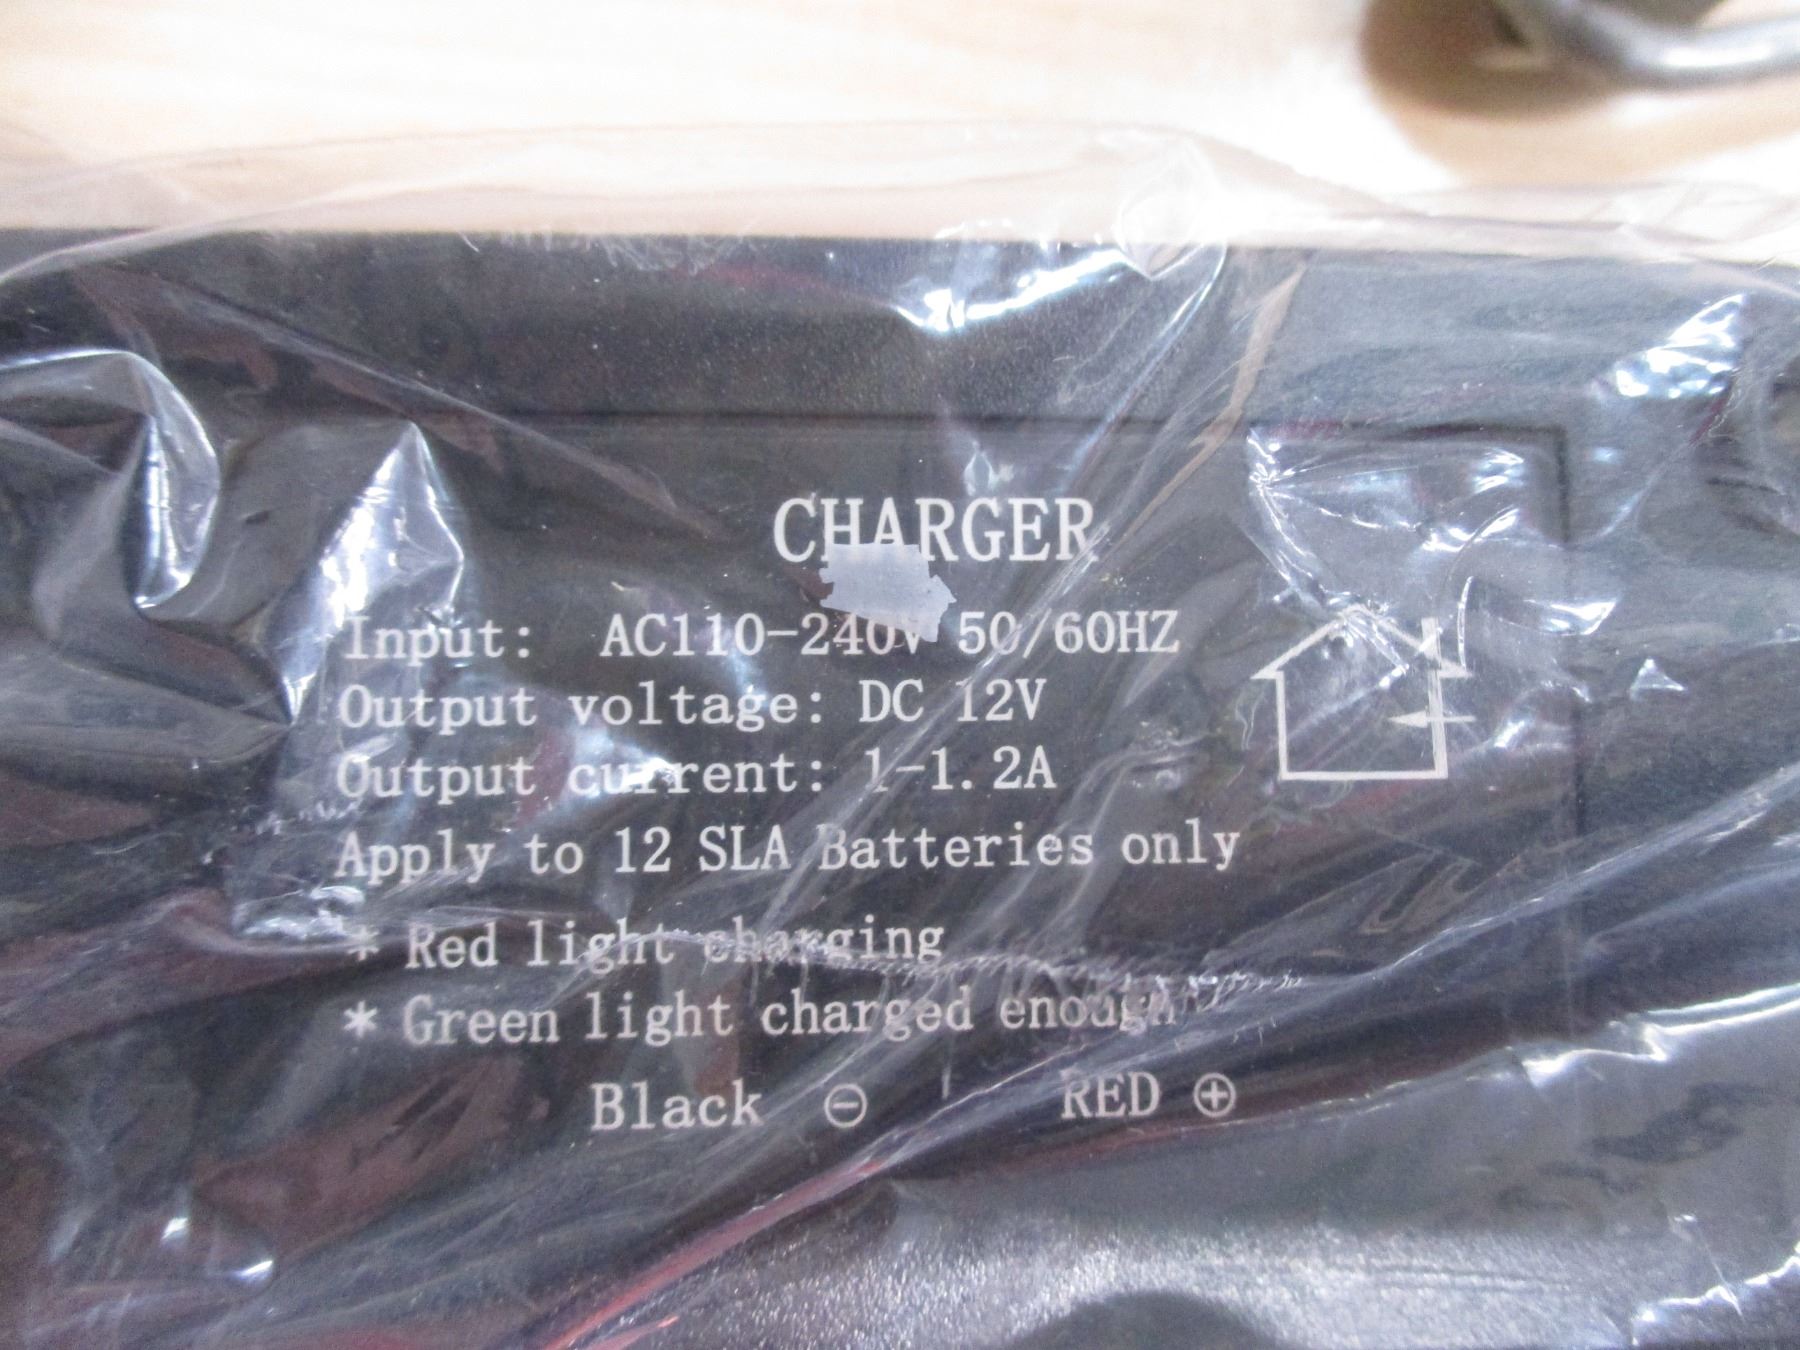 CHARGER
Input: AC110-240V 50/60HZ
Output voltage: DC 12V
Output current: 1-1.2A
Apply to 12 SLA Batteries only
* Red light charging
* Green light charged enough
Black ⊖ RED ⊕